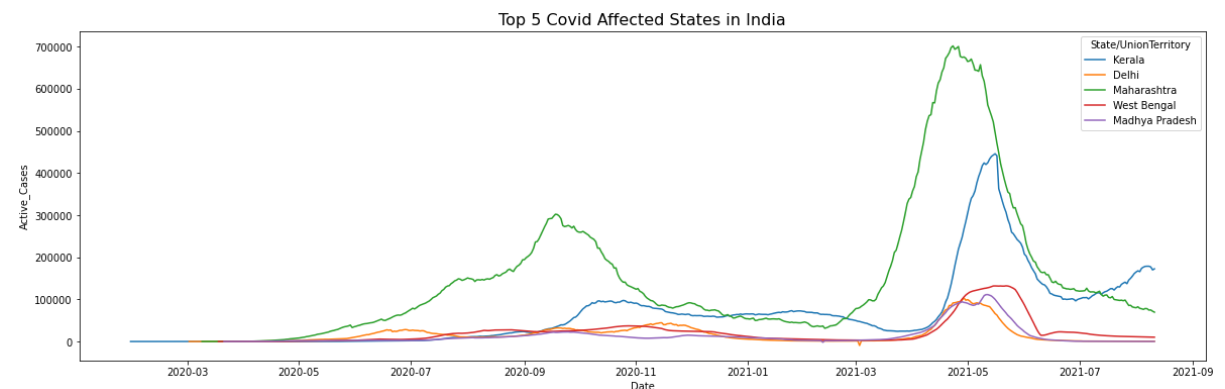 Top 5 Covid Affected States in India
State/UnionTerritory
Kerala
Delhi
Maharashtra
West Bengal
Madhya Pradesh
Active_Cases
700000
600000
500000
400000
300000
200000
100000
0
2020-03 2020-05 2020-07 2020-09 2020-11 2021-01 2021-03 2021-05 2021-07 2021-09
Date